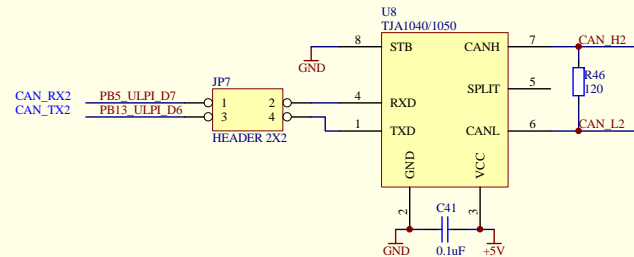 U8
TJA1040/1050
8 STB CANH 7 CAN_H2
GND
JP7
SPLIT 5
R46
120
CAN_RX2 PB5_ULPI_D7 1 2 4 RXD
CAN_TX2 PB13_ULPI_D6 3 4 1 TXD CANL 6 CAN_L2
HEADER 2X2
GND VCC
2 C41 3
GND 0.1uF +5V